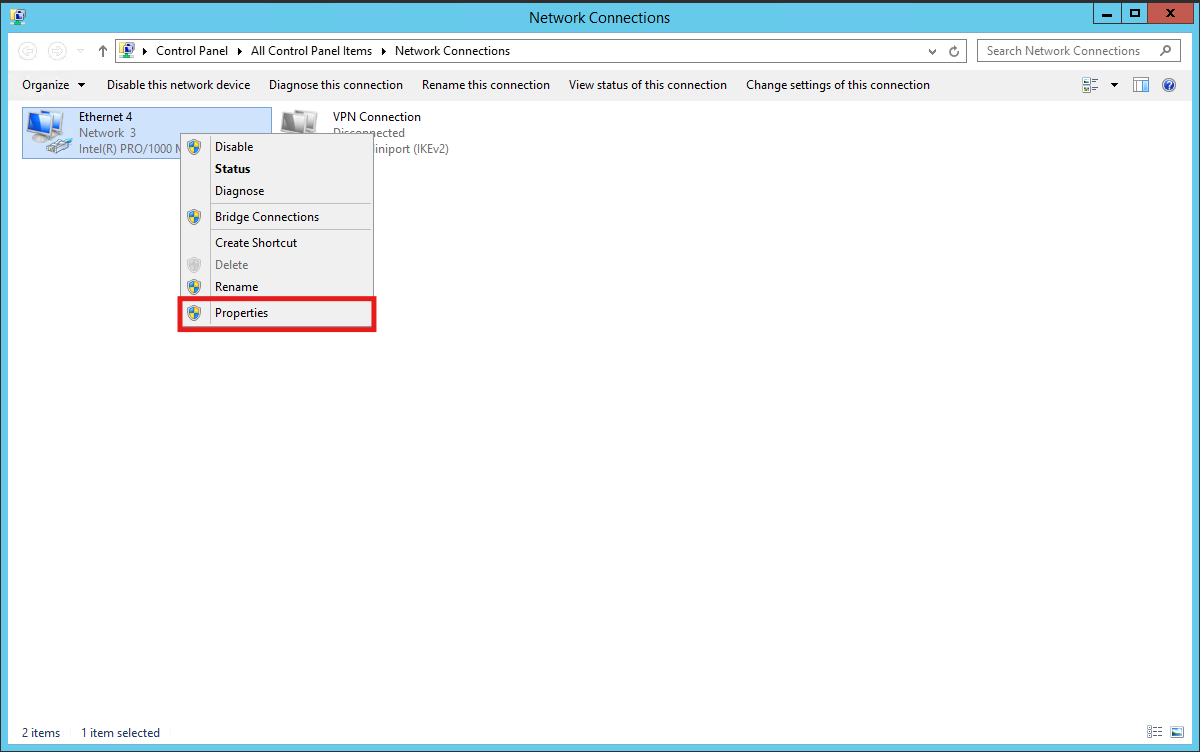 Network Connections
Control Panel All Control Panel Items Network Connections
Search Network Connections
Organize Disable this network device Diagnose this connection Rename this connection View status of this connection Change settings of this connection
Ethernet 4
Network 3
Intel(R) PRO/1000 M
VPN Connection
Disconnected
iniport (IKEv2)
Disable
Status
Diagnose
Bridge Connections
Create Shortcut
Delete
Rename
Properties
2 items 1 item selected